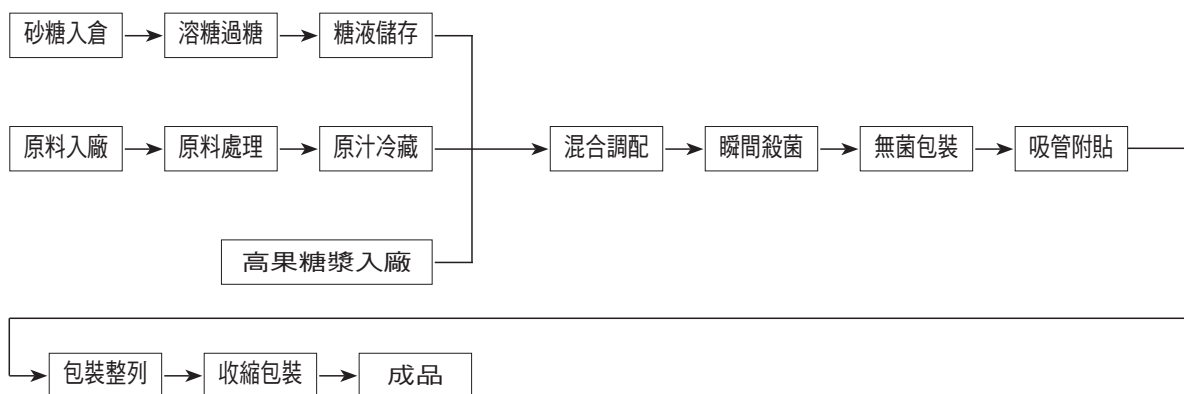 砂糖入倉 溶糖過糖 糖液儲存
原料入廠 原料處理 原汁冷藏 混合調配 瞬間殺菌 無菌包裝 吸管附貼
高果糖漿入廠
包裝整列 收縮包裝 成品